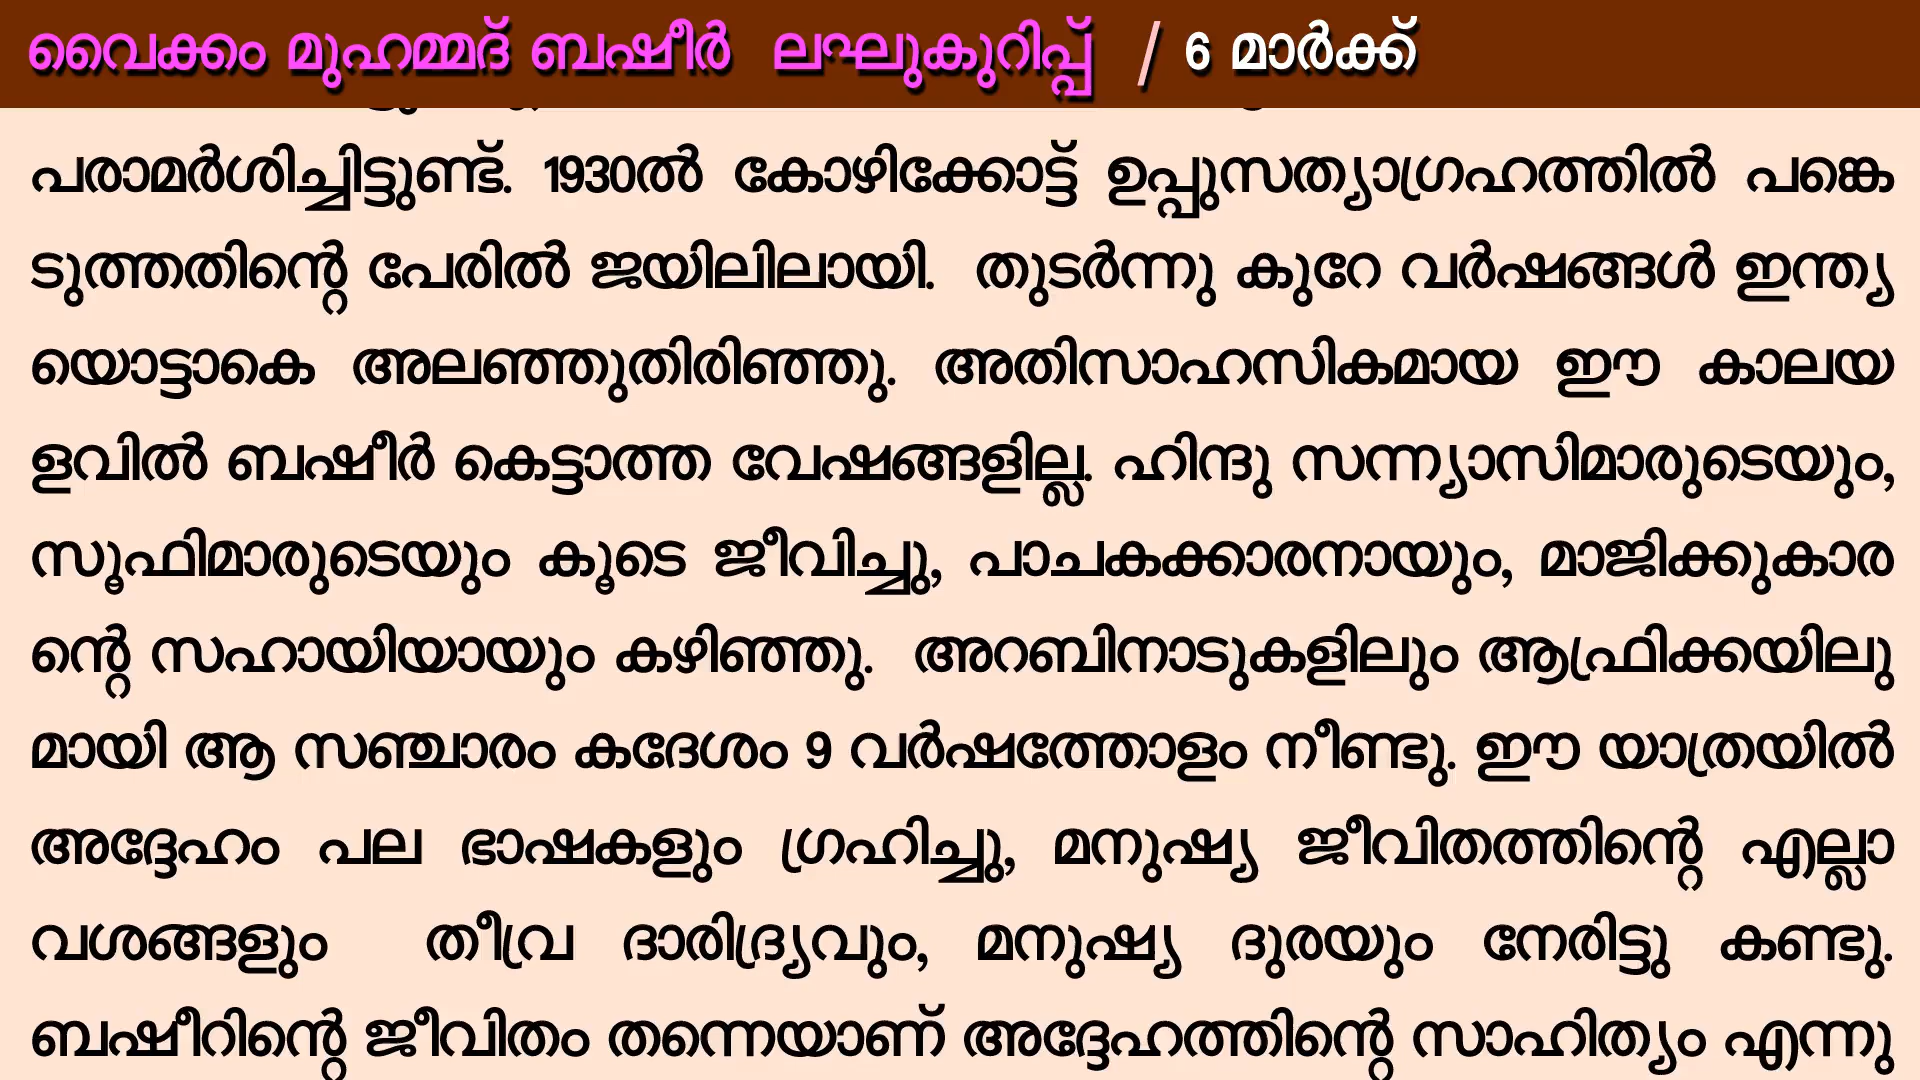 വൈക്കം മുഹമ്മദ് ബഷീർ ലഘുകുറിപ്പ് / 6 മാർക്ക്
പരാമർശിച്ചിട്ടുണ്ട്. 1930ൽ കോഴിക്കോട്ട് ഉപ്പുസത്യാഗ്രഹത്തിൽ പങ്കെ
ടുത്തതിന്റെ പേരിൽ ജയിലിലായി. തുടർന്നു കുറേ വർഷങ്ങൾ ഇന്ത്യ
യൊട്ടാകെ അലഞ്ഞുതിരിഞ്ഞു. അതിസാഹസികമായ ഈ കാലയ
ളവിൽ ബഷീർ കെട്ടാത്ത വേഷങ്ങളില്ല. ഹിന്ദു സന്ന്യാസിമാരുടെയും,
സൂഫിമാരുടെയും കൂടെ ജീവിച്ചു, പാചകക്കാരനായും, മാജിക്കുകാര
ന്റെ സഹായിയായും കഴിഞ്ഞു. അറബിനാടുകളിലും ആഫ്രിക്കയിലു
മായി ആ സഞ്ചാരം കദേശം 9 വർഷത്തോളം നീണ്ടു. ഈ യാത്രയിൽ
അദ്ദേഹം പല ഭാഷകളും ഗ്രഹിച്ചു, മനുഷ്യ ജീവിതത്തിന്റെ എല്ലാ
വശങ്ങളും തീവ്ര ദാരിദ്ര്യവും, മനുഷ്യ ദുരയും നേരിട്ടു കണ്ടു.
ബഷീറിന്റെ ജീവിതം തന്നെയാണ് അദ്ദേഹത്തിന്റെ സാഹിത്യം എന്നു